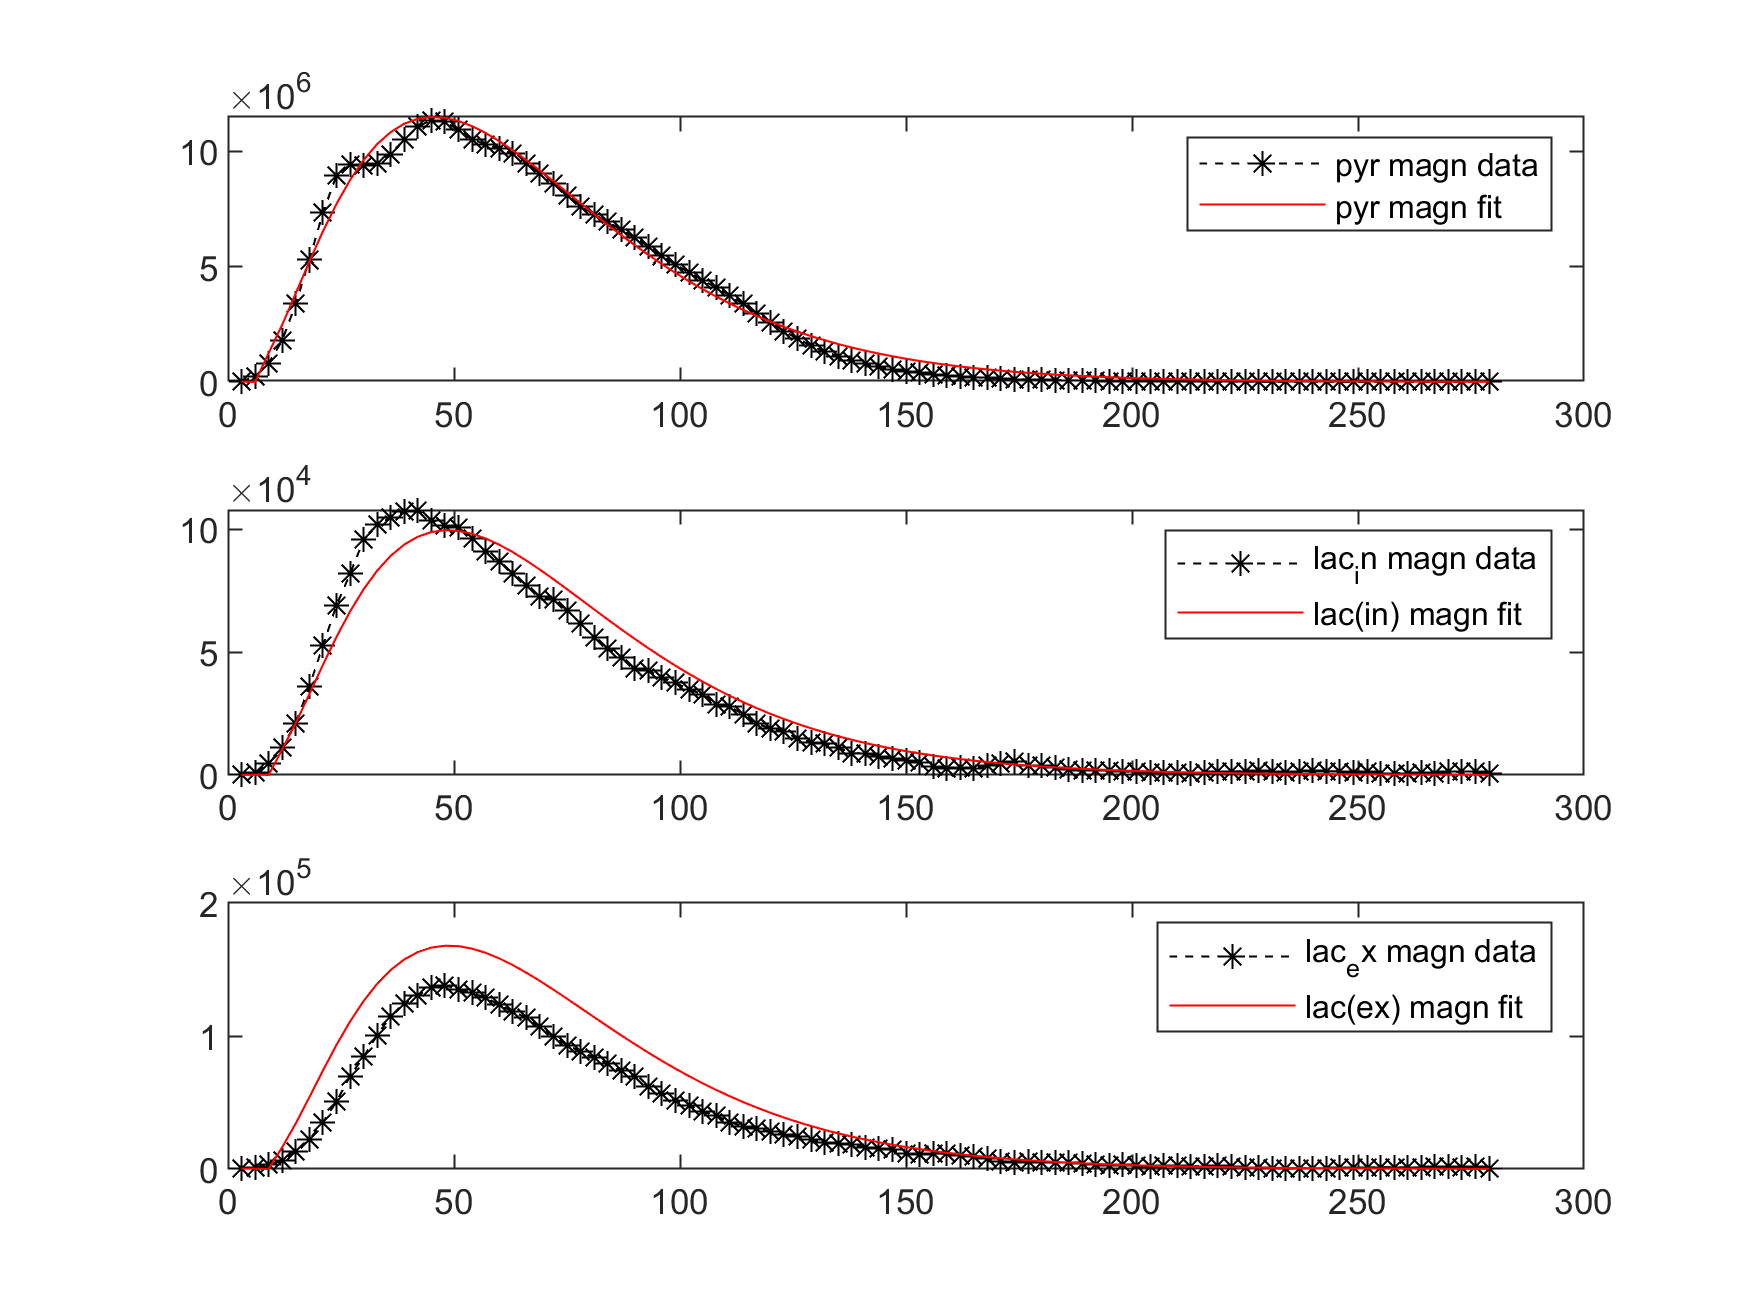 ×10^6
10
5
0
0 50 100 150 200 250 300
pyr magn data
pyr magn fit
×10^4
10
5
0
0 50 100 150 200 250 300
lac_in magn data
lac(in) magn fit
×10^5
2
1
0
0 50 100 150 200 250 300
lac_ex magn data
lac(ex) magn fit